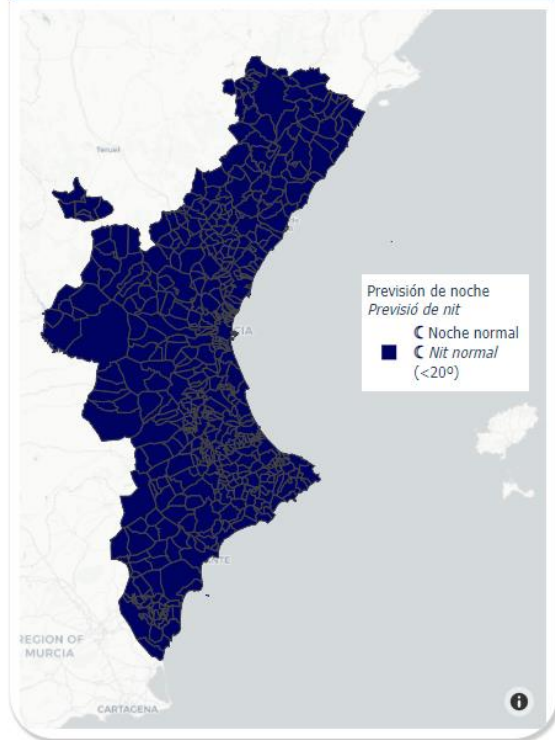 Teruel
Previsión de noche
Previsió de nit
Noche normal
Nit normal
(<20º)
REGION OF
MURCIA
CARTAGENA